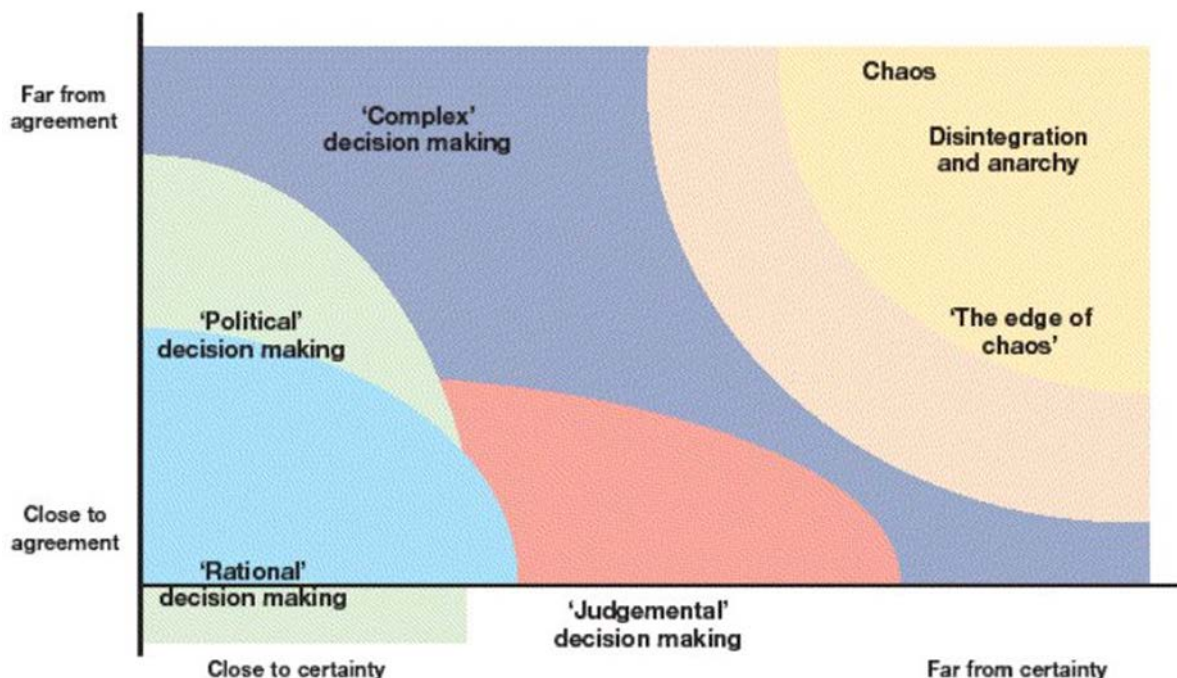 Far from
agreement
'Complex'
decision making
Chaos
Disintegration
and anarchy
'Political'
decision making
'The edge of
chaos'
Close to
agreement
'Rational'
decision making
'Judgemental'
decision making
Close to certainty
Far from certainty